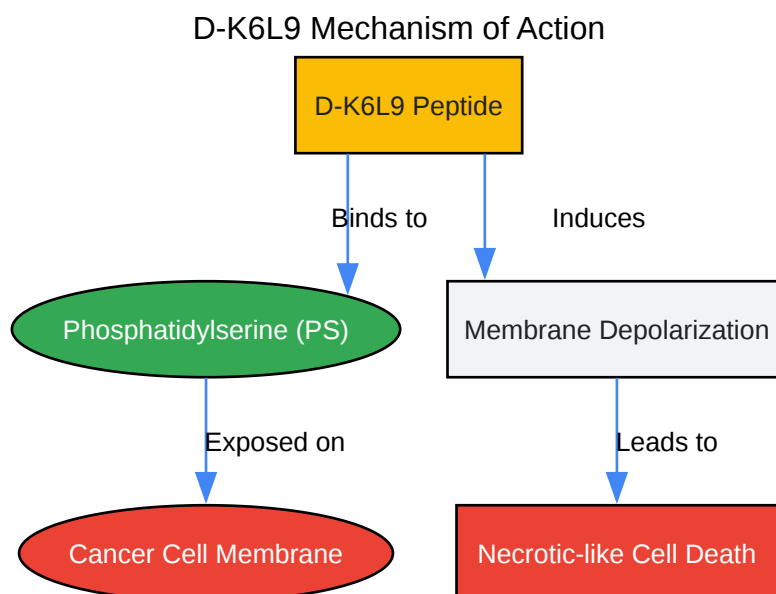 D-K6L9 Mechanism of Action
D-K6L9 Peptide
Binds to
Induces
Phosphatidylserine (PS)
Membrane Depolarization
Exposed on
Leads to
Cancer Cell Membrane
Necrotic-like Cell Death